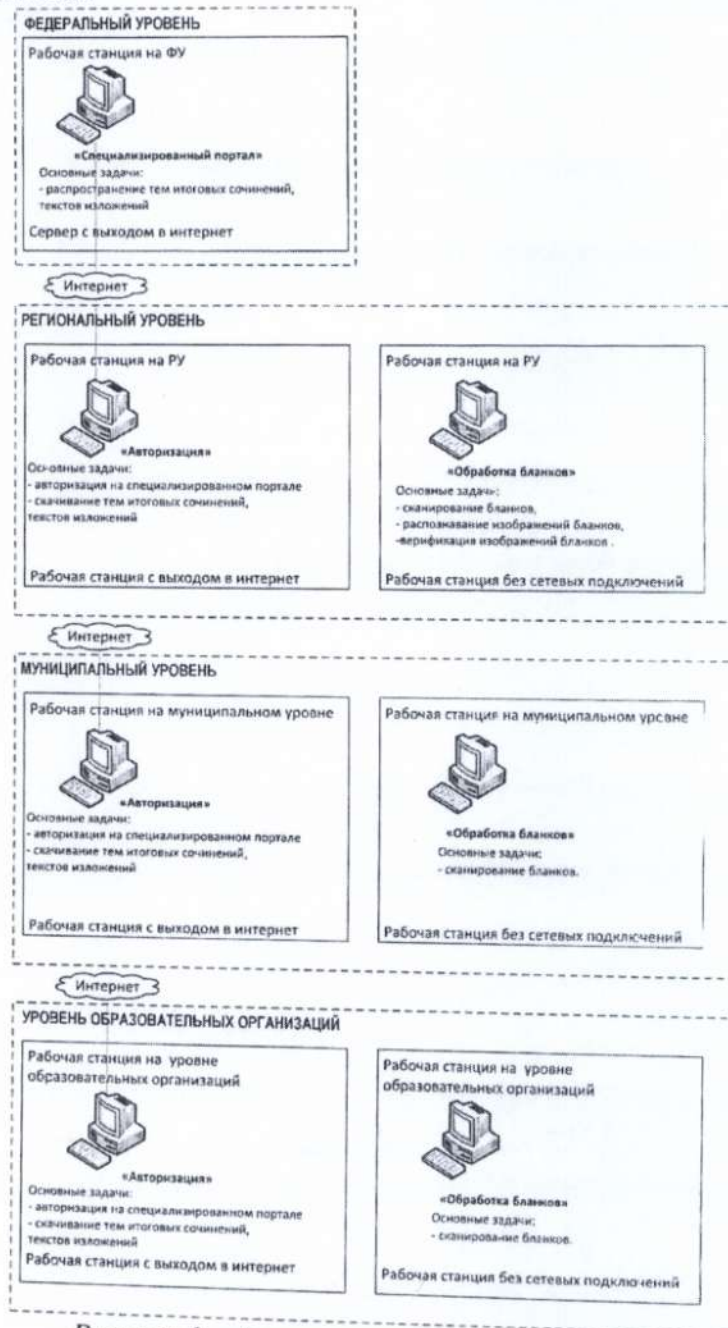 ФЕДЕРАЛЬНЫЙ УРОВЕНЬ
Рабочая станция на ФУ
«Специализированный портал»
Основные задачи:
- распространение тем итоговых сочинений,
текстов изложений
Сервер с выходом в интернет
Интернет
РЕГИОНАЛЬНЫЙ УРОВЕНЬ
Рабочая станция на РУ
«Авторизация»
Основные задачи:
- авторизация на специализированном портале
- скачивание тем итоговых сочинений,
текстов изложений
Рабочая станция с выходом в интернет
Рабочая станция на РУ
«Обработка бланков»
Основные задачи:
- сканирование бланков,
- распознавание изображений бланков,
-верификация изображений бланков .
Рабочая станция без сетевых подключений
Интернет
МУНИЦИПАЛЬНЫЙ УРОВЕНЬ
Рабочая станция на муниципальном уровне
«Авторизация»
Основные задачи:
- авторизация на специализированном портале
- скачивание тем итоговых сочинений,
текстов изложений
Рабочая станция с выходом в интернет
Рабочая станция на муниципальном уровне
«Обработка бланков»
Основные задачи:
- сканирование бланков.
Рабочая станция без сетевых подключений
Интернет
УРОВЕНЬ ОБРАЗОВАТЕЛЬНЫХ ОРГАНИЗАЦИЙ
Рабочая станция на уровне
образовательных организаций
«Авторизация»
Основные задачи:
- авторизация на специализированном портале
- скачивание тем итоговых сочинений,
текстов изложений
Рабочая станция с выходом в интернет
Рабочая станция на уровне
образовательных организаций
«Обработка бланков»
Основные задачи:
- сканирование бланков.
Рабочая станция без сетевых подключений